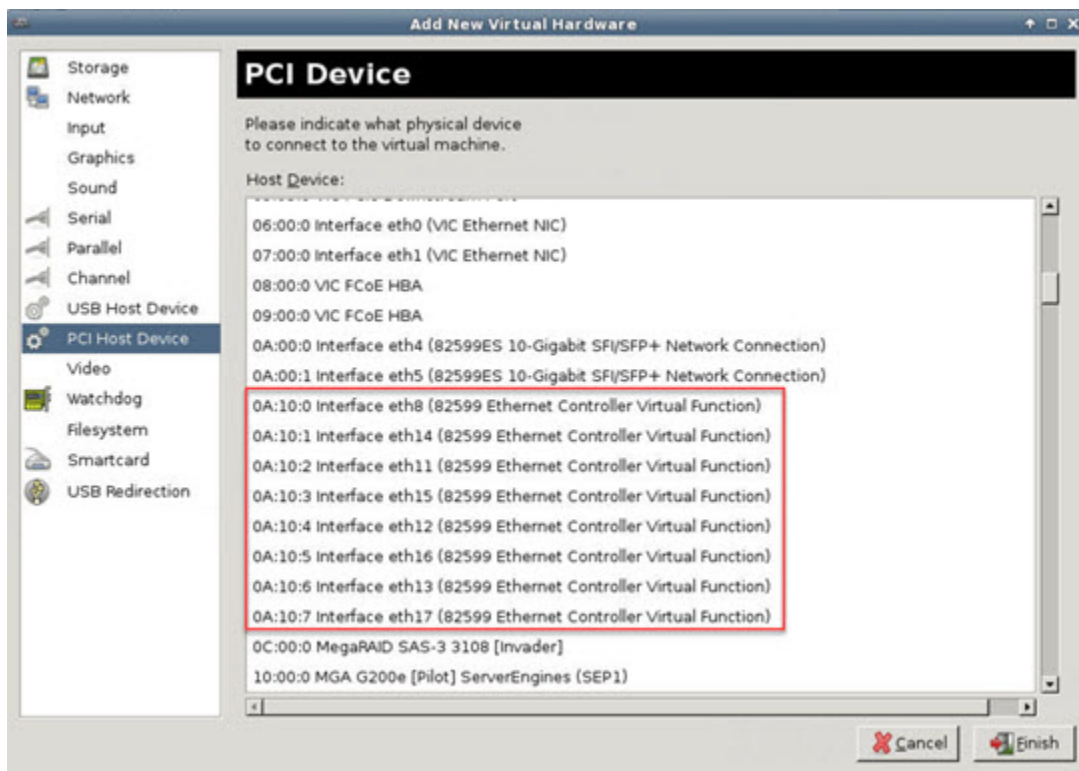 Add New Virtual Hardware
Storage
Network
Input
Graphics
Sound
Serial
Parallel
Channel
USB Host Device
PCI Host Device
Video
Watchdog
Filesystem
Smartcard
USB Redirection
PCI Device
Please indicate what physical device
to connect to the virtual machine.
Host Device:
06:00:0 Interface eth0 (VIC Ethernet NIC)
07:00:0 Interface eth1 (VIC Ethernet NIC)
08:00:0 VIC FCoE HBA
09:00:0 VIC FCoE HBA
0A:00:0 Interface eth4 (82599ES 10-Gigabit SFI/SFP+ Network Connection)
0A:00:1 Interface eth5 (82599ES 10-Gigabit SFI/SFP+ Network Connection)
0A:10:0 Interface eth8 (82599 Ethernet Controller Virtual Function)
0A:10:1 Interface eth14 (82599 Ethernet Controller Virtual Function)
0A:10:2 Interface eth11 (82599 Ethernet Controller Virtual Function)
0A:10:3 Interface eth15 (82599 Ethernet Controller Virtual Function)
0A:10:4 Interface eth12 (82599 Ethernet Controller Virtual Function)
0A:10:5 Interface eth16 (82599 Ethernet Controller Virtual Function)
0A:10:6 Interface eth13 (82599 Ethernet Controller Virtual Function)
0A:10:7 Interface eth17 (82599 Ethernet Controller Virtual Function)
0C:00:0 MegaRAID SAS-3 3108 [Invader]
10:00:0 MGA G200e [Pilot] ServerEngines (SEP1)
Cancel
Finish